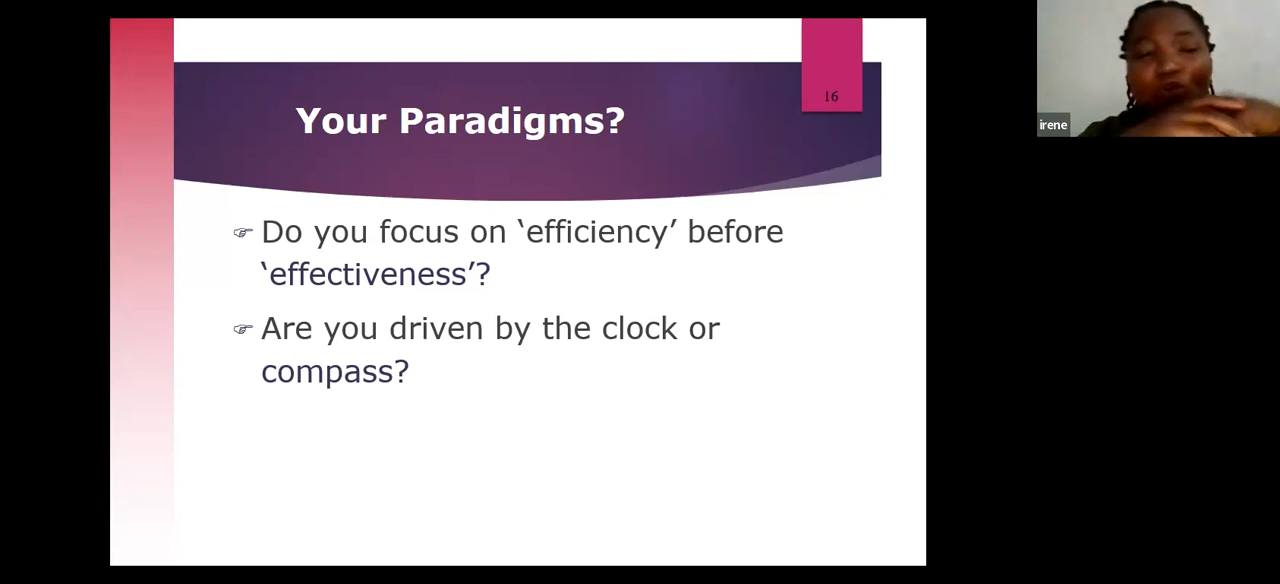 Your Paradigms?
16
☞ Do you focus on ‘efficiency’ before
‘effectiveness’?
☞ Are you driven by the clock or
compass?
irene